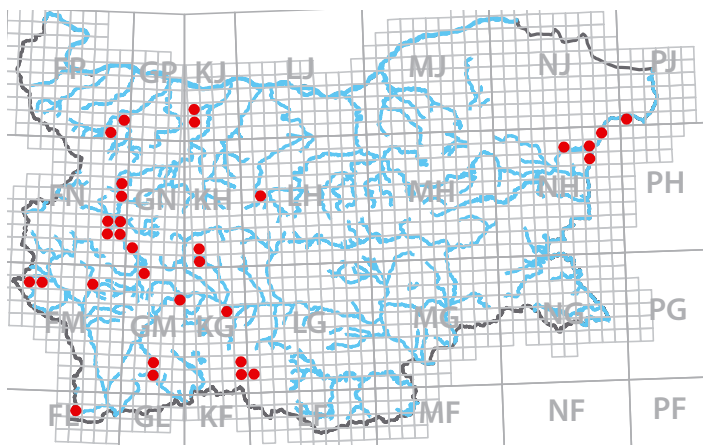 FP GP KJ LJ MJ NJ PJ
FN GN KH LH MH NH PH
FM GM KG LG MG NG PG
FL GL KF LF MF NF PF